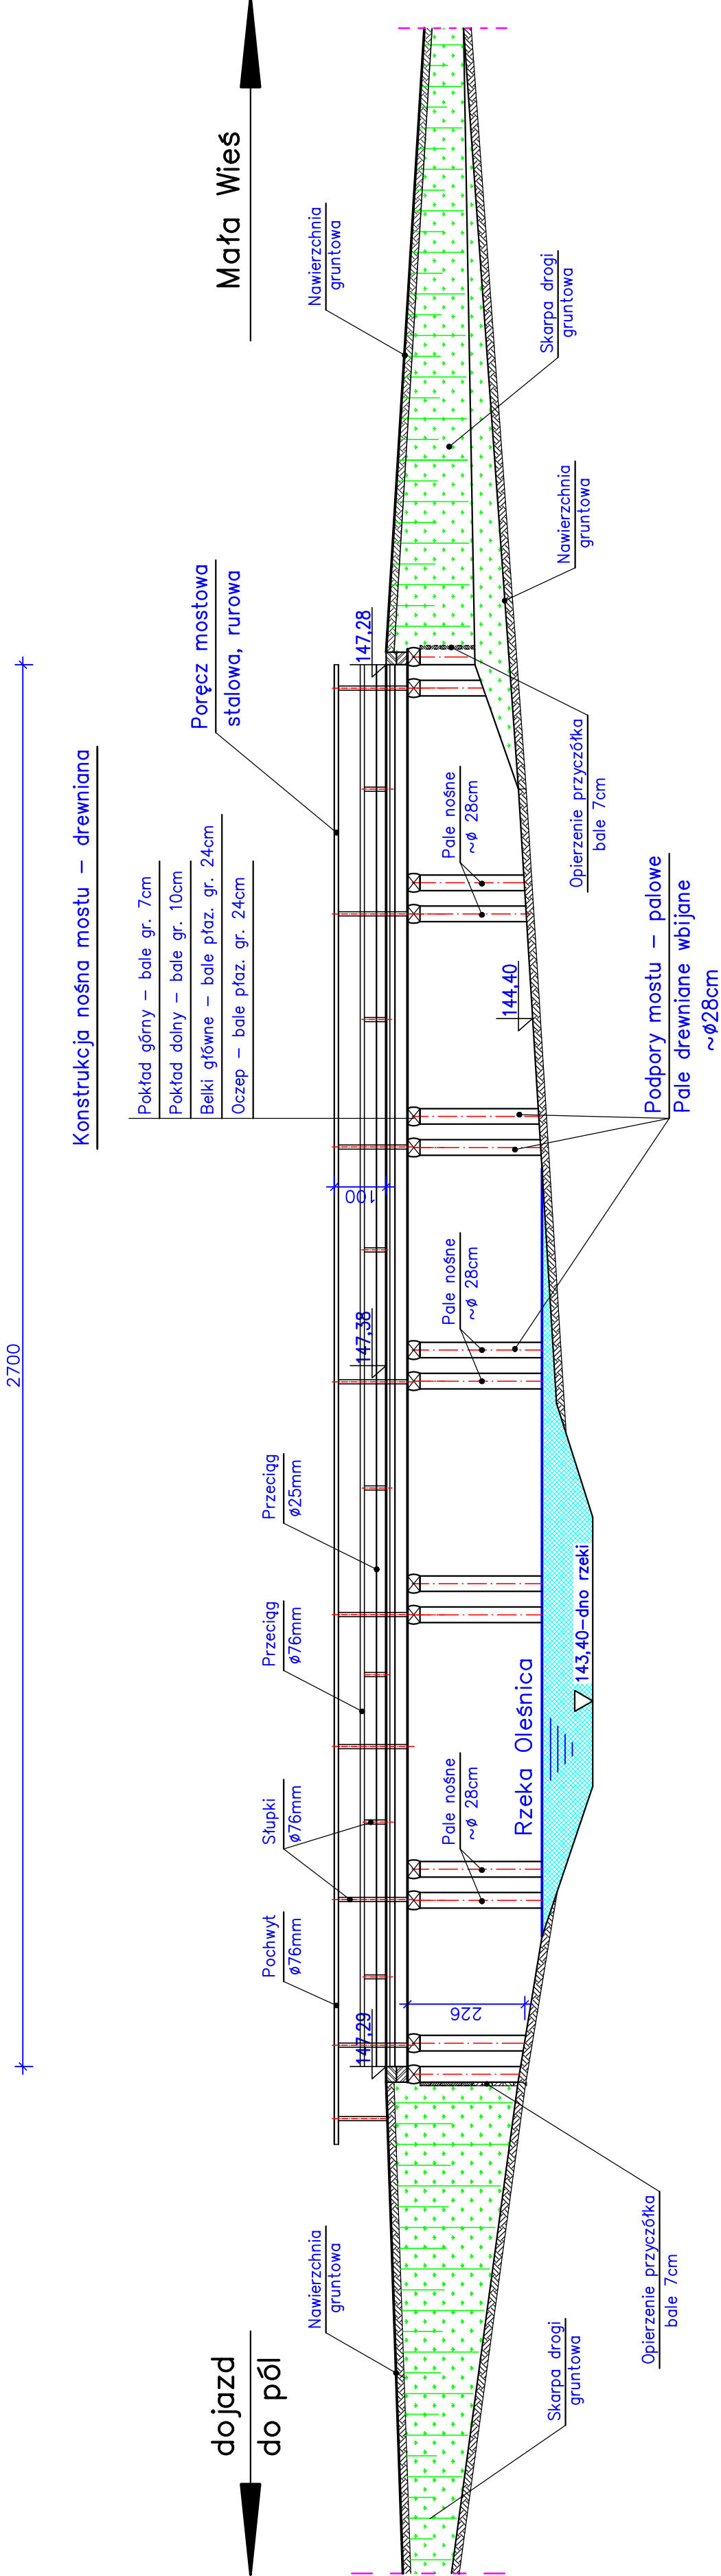 2700
Konstrukcja nośna mostu – drewniana
Pokład górny – bale gr. 7cm
Pokład dolny – bale gr. 10cm
Belki główne – bale płaz. gr. 24cm
Oczep – bale płaz. gr. 24cm
Poręcz mostowa
stalowa, rurowa
dojazd
do pól
Mała Wieś
Pochwyt
ø76mm
Słupki
ø76mm
Przeciąg
ø76mm
Przeciąg
ø25mm
Nawierzchnia
gruntowa
Nawierzchnia
gruntowa
147,29
147,38
100
147,28
226
Pale nośne
~ø 28cm
Pale nośne
~ø 28cm
Pale nośne
~ø 28cm
Rzeka Oleśnica
143,40–dno rzeki
144,40
Skarpa drogi
gruntowa
Skarpa drogi
gruntowa
Nawierzchnia
gruntowa
Opierzenie przyczółka
bale 7cm
Opierzenie przyczółka
bale 7cm
Podpory mostu – palowe
Pale drewniane wbijane
~ø28cm